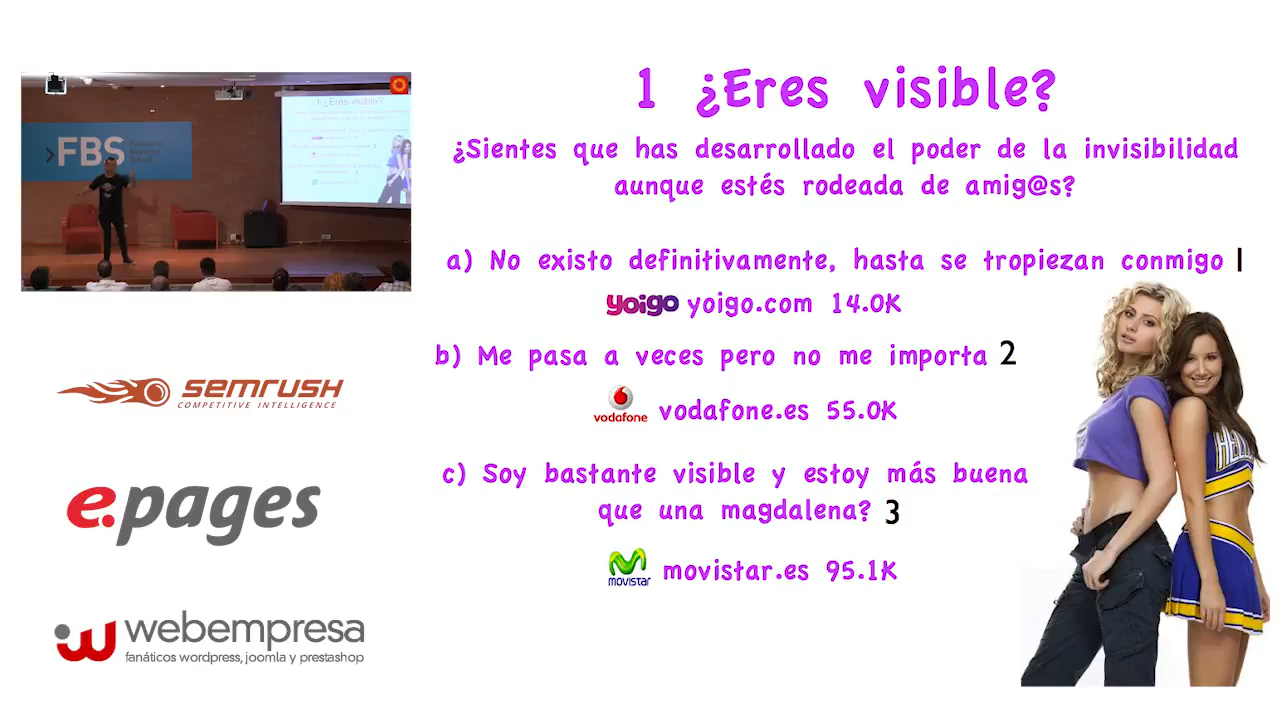 1 ¿Eres visible?
¿Sientes que has desarrollado el poder de la invisibilidad
aunque estés rodeada de amig@s?
a) No existo definitivamente, hasta se tropiezan conmigo 1
yoigo yoigo.com 14.0K
b) Me pasa a veces pero no me importa 2
vodafone vodafone.es 55.0K
c) Soy bastante visible y estoy más buena
que una magdalena? 3
movistar movistar.es 95.1K
FBS
1 ¿Eres visible?
SEMRUSH
COMPETITIVE INTELLIGENCE
e.pages
webempresa
fanáticos wordpress, joomla y prestashop